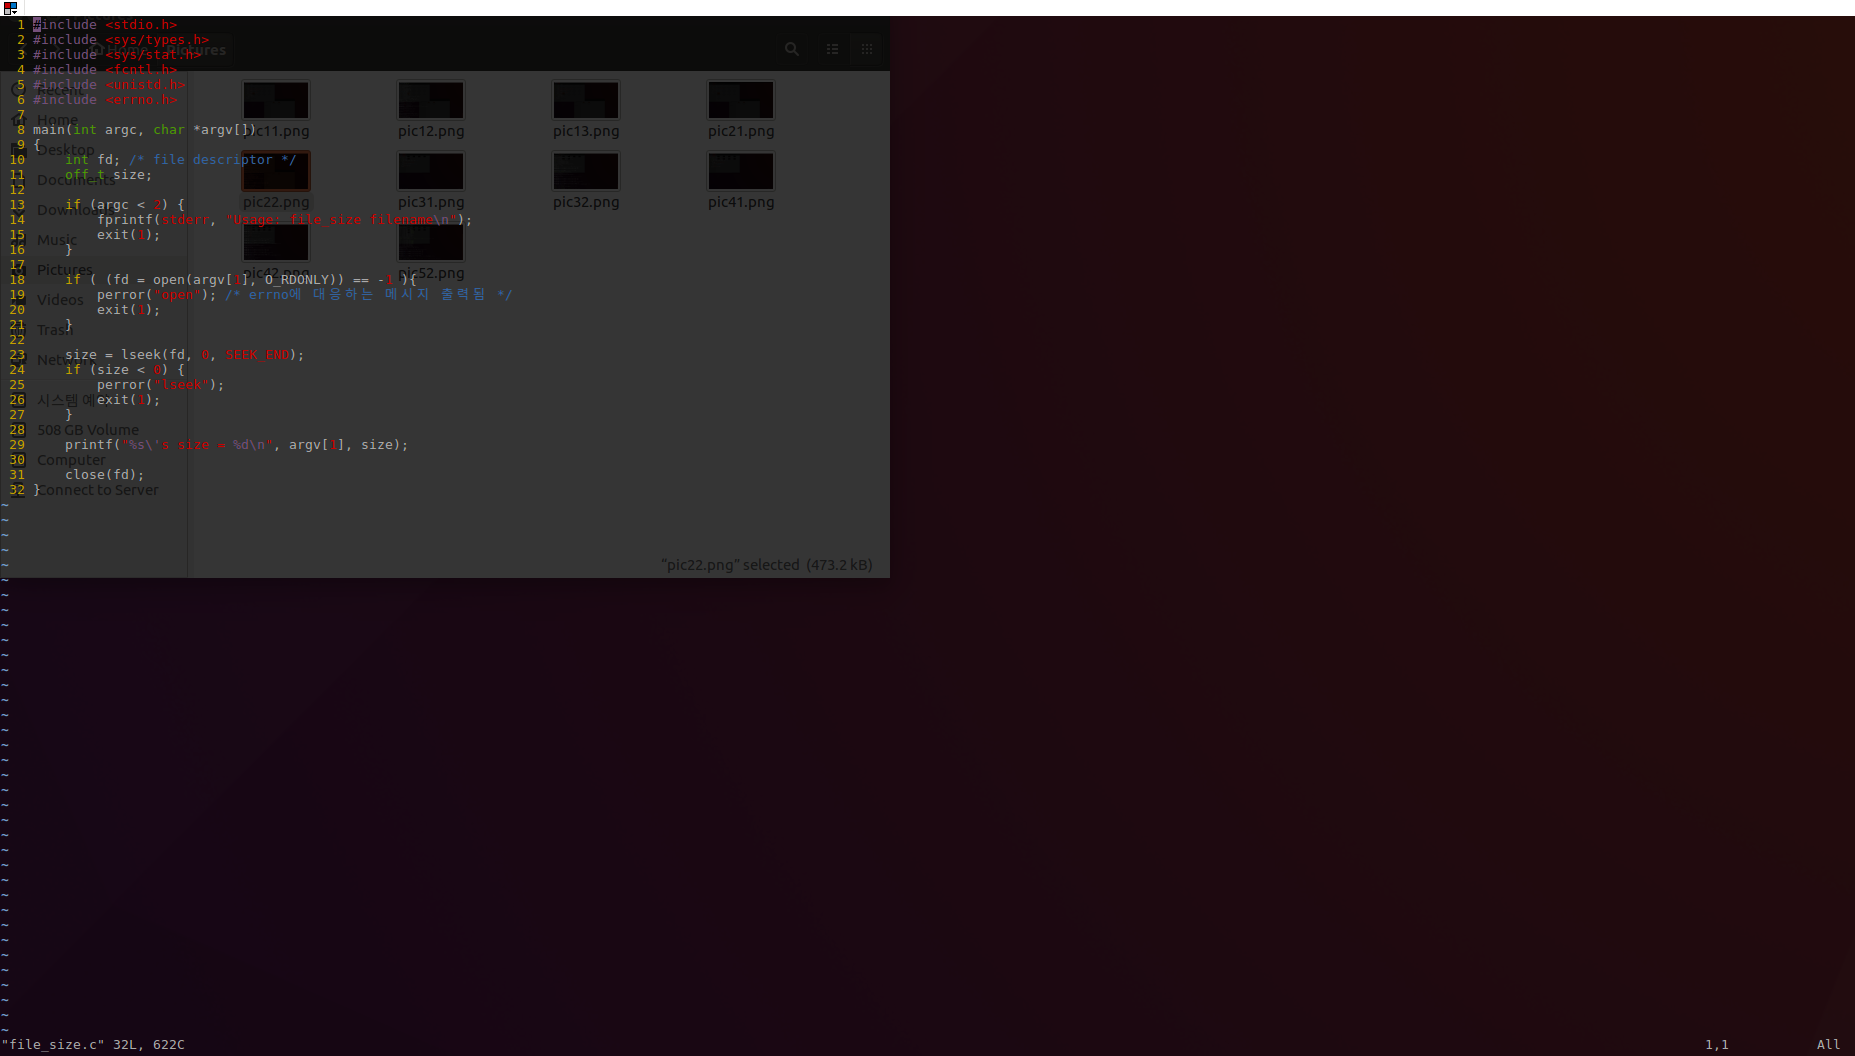 1 #include <stdio.h>
2 #include <sys/types.h>
3 #include <sys/stat.h>
4 #include <fcntl.h>
5 #include <unistd.h>
6 #include <errno.h>
7
8 main(int argc, char *argv[])
9 {
10     int fd; /* file descriptor */
11     off_t size;
12
13     if (argc < 2) {
14         fprintf(stderr, "Usage: file_size filename\n");
15         exit(1);
16     }
17
18     if ( (fd = open(argv[1], O_RDONLY)) == -1 ){
19         perror("open"); /* errno에 대응하는 메시지 출력됨 */
20         exit(1);
21     }
22
23     size = lseek(fd, 0, SEEK_END);
24     if (size < 0) {
25         perror("lseek");
26         exit(1);
27     }
28
29     printf("%s\'s size = %d\n", argv[1], size);
30
31     close(fd);
32 }
"file_size.c" 32L, 622C
1,1
All
Home
Pictures
Recent
Home
Desktop
Documents
Downloads
Music
Pictures
Videos
Trash
Network
시스템
508 GB Volume
Computer
Connect to Server
pic11.png
pic12.png
pic13.png
pic21.png
pic22.png
pic31.png
pic32.png
pic41.png
pic42.png
pic52.png
“pic22.png” selected (473.2 kB)